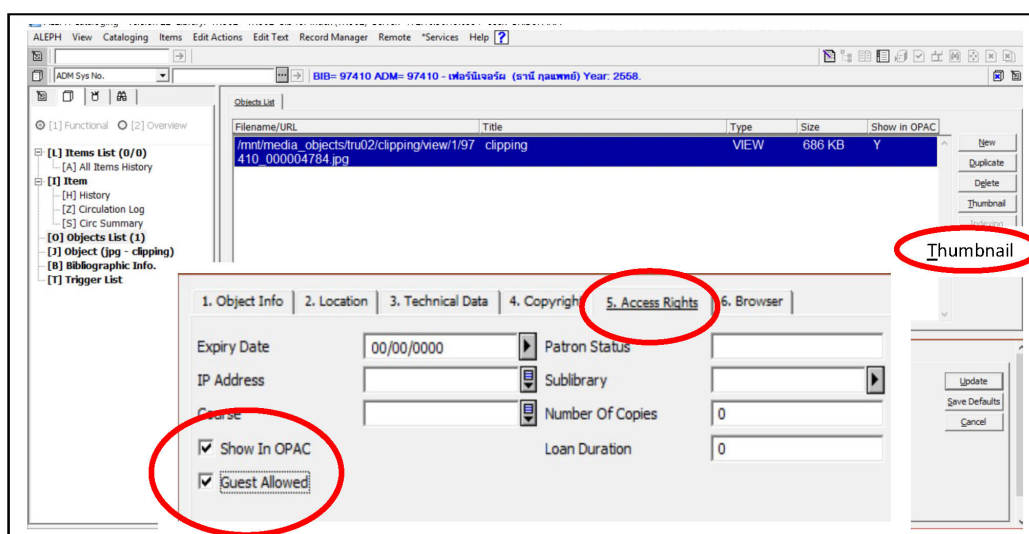 ALEPH View Cataloging Items Edit Actions Edit Text Record Manager Remote *Services Help ?
ADM Sys No. BIB= 97410 ADM= 97410 - เฟอร์นิเจอร์ผ (ธานี กุลแพทย์) Year: 2558.
[1] Functional [2] Overview
[L] Items List (0/0)
[A] All Items History
[I] Item
[H] History
[Z] Circulation Log
[S] Circ Summary
[O] Objects List (1)
[J] Object (jpg - clipping)
[B] Bibliographic Info.
[T] Trigger List
Objects List
Filename/URL Title Type Size Show in OPAC
/mnt/media_objects/tru02/clipping/view/1/97 clipping VIEW 686 KB Y
410_000004784.jpg
New
Duplicate
Delete
Thumbnail
Indexing
Thumbnail
1. Object Info 2. Location 3. Technical Data 4. Copyright 5. Access Rights 6. Browser
Expiry Date 00/00/0000 Patron Status
IP Address Sublibrary
Course Number Of Copies 0
Show In OPAC Loan Duration 0
Guest Allowed
Update
Save Defaults
Cancel